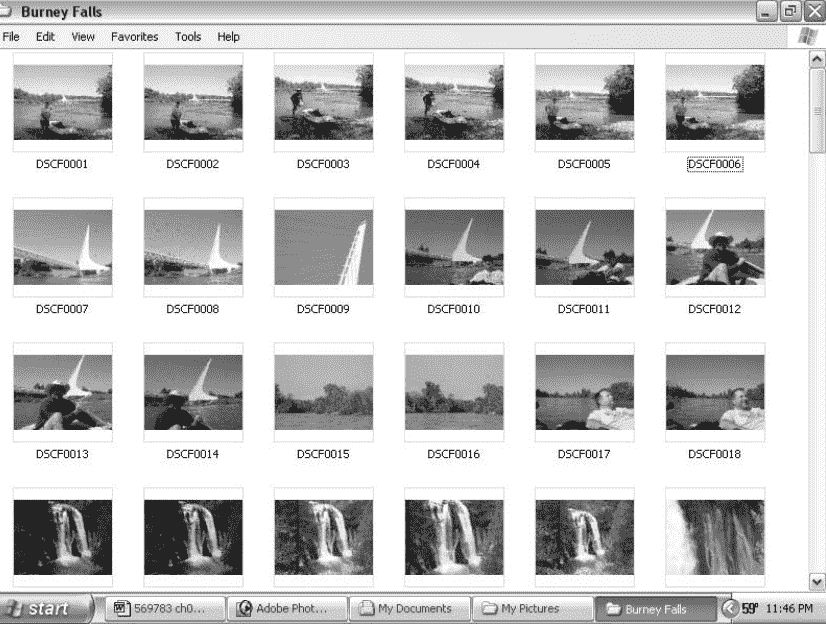 Burney Falls
File Edit View Favorites Tools Help
DSCF0001 DSCF0002 DSCF0003 DSCF0004 DSCF0005 DSCF0006
DSCF0007 DSCF0008 DSCF0009 DSCF0010 DSCF0011 DSCF0012
DSCF0013 DSCF0014 DSCF0015 DSCF0016 DSCF0017 DSCF0018
start 569783 ch0... Adobe Phot... My Documents My Pictures Burney Falls 59° 11:46 PM